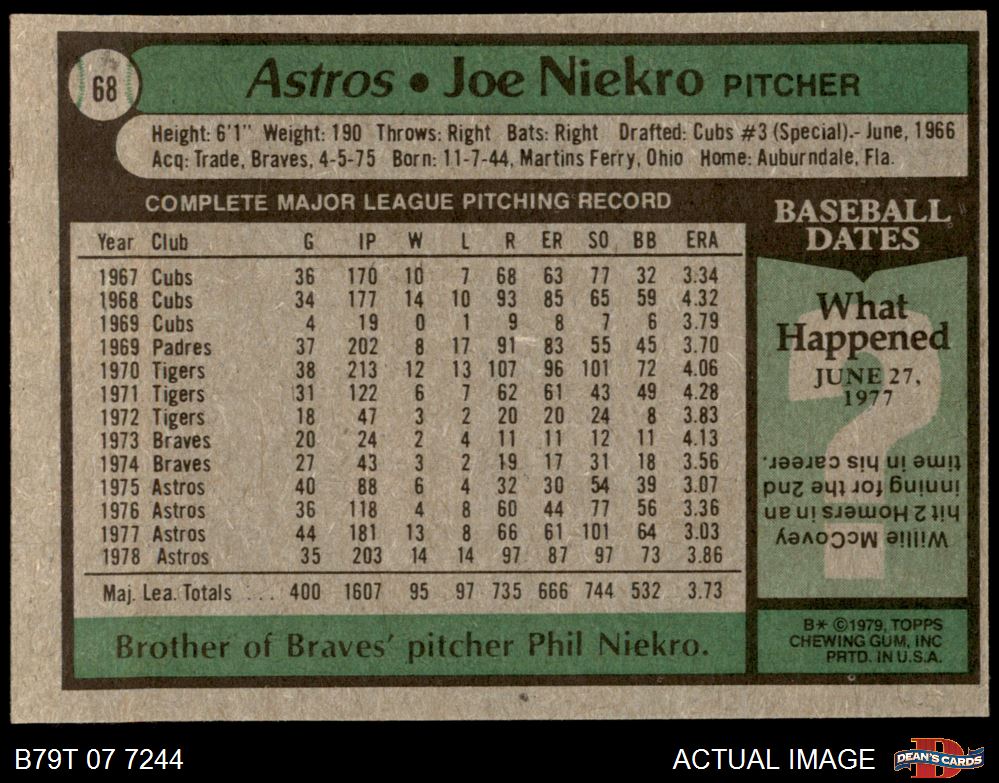 68
Astros • Joe Niekro PITCHER
Height: 6'1" Weight: 190 Throws: Right Bats: Right Drafted: Cubs #3 (Special).- June, 1966
Acq: Trade, Braves, 4-5-75 Born: 11-7-44, Martins Ferry, Ohio Home: Auburndale, Fla.
COMPLETE MAJOR LEAGUE PITCHING RECORD
Year Club G IP W L R ER SO BB ERA
1967 Cubs 36 170 10 7 68 63 77 32 3.34
1968 Cubs 34 177 14 10 93 85 65 59 4.32
1969 Cubs 4 19 0 1 9 8 7 6 3.79
1969 Padres 37 202 8 17 91 83 55 45 3.70
1970 Tigers 38 213 12 13 107 96 101 72 4.06
1971 Tigers 31 122 6 7 62 61 43 49 4.28
1972 Tigers 18 47 3 2 20 20 24 8 3.83
1973 Braves 20 24 2 4 11 11 12 11 4.13
1974 Braves 27 43 3 2 19 17 31 18 3.56
1975 Astros 40 88 6 4 32 30 54 39 3.07
1976 Astros 36 118 4 8 60 44 77 56 3.36
1977 Astros 44 181 13 8 66 61 101 64 3.03
1978 Astros 35 203 14 14 97 87 97 73 3.86
Maj. Lea. Totals . . . . 400 1607 95 97 735 666 744 532 3.73
Brother of Braves' pitcher Phil Niekro.
BASEBALL
DATES
What
Happened
JUNE 27,
1977
?
Willie McCovey
hit 2 Homers in an
inning for the 2nd
time in his career.
B* ©1979, TOPPS
CHEWING GUM, INC
PRTD. IN U.S.A.
B79T 07 7244
ACTUAL IMAGE
D
DEAN'S CARDS